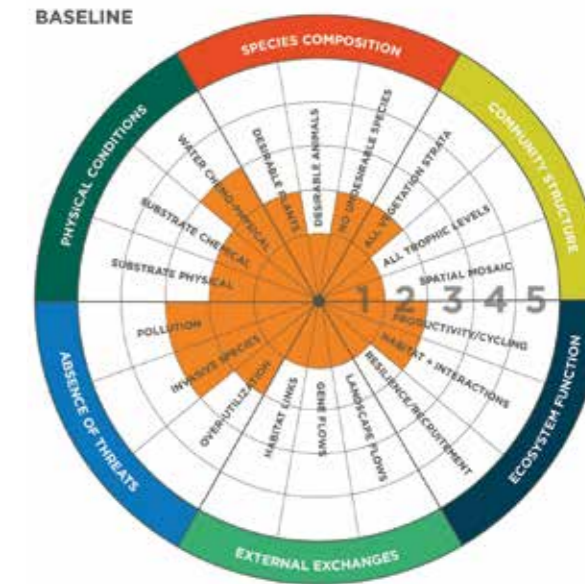 BASELINE
SPECIES COMPOSITION
COMMUNITY STRUCTURE
ECOSYSTEM FUNCTION
EXTERNAL EXCHANGES
ABSENCE OF THREATS
PHYSICAL CONDITIONS
DESIRABLE PLANTS
DESIRABLE ANIMALS
NO UNDESIRABLE SPECIES
ALL VEGETATION STRATA
ALL TROPHIC LEVELS
SPATIAL MOSAIC
1 2 3 4 5
PRODUCTIVITY/CYCLING
HABITAT + INTERACTIONS
RESILIENCE/RECRUITEMENT
LANDSCAPE FLOWS
GENE FLOWS
HABITAT LINKS
OVER-UTILIZATION
INVASIVE SPECIES
POLLUTION
SUBSTRATE PHYSICAL
SUBSTRATE CHEMICAL
WATER CHEMO-PHYSICAL